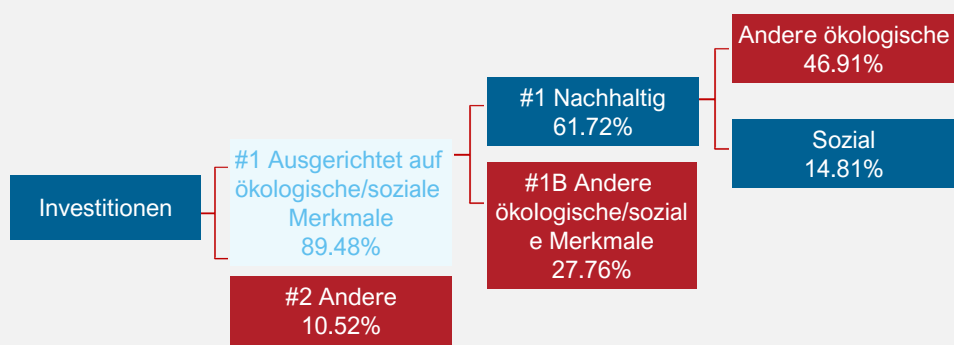 Investitionen
#1 Ausgerichtet auf
ökologische/soziale
Merkmale
89.48%
#2 Andere
10.52%
#1 Nachhaltig
61.72%
#1B Andere
ökologische/sozial
e Merkmale
27.76%
Andere ökologische
46.91%
Sozial
14.81%